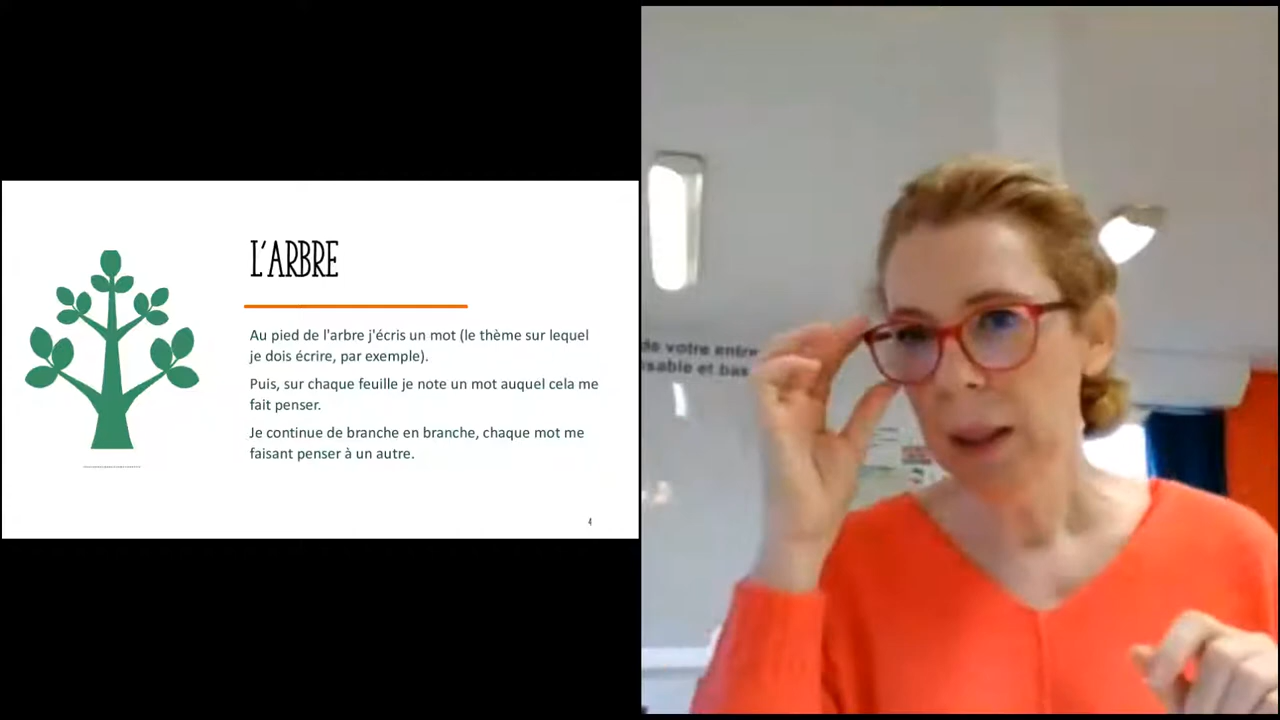 L'ARBRE
Au pied de l'arbre j'écris un mot (le thème sur lequel
je dois écrire, par exemple).
Puis, sur chaque feuille je note un mot auquel cela me
fait penser.
Je continue de branche en branche, chaque mot me
faisant penser à un autre.
4
de votre entre
sable et bas